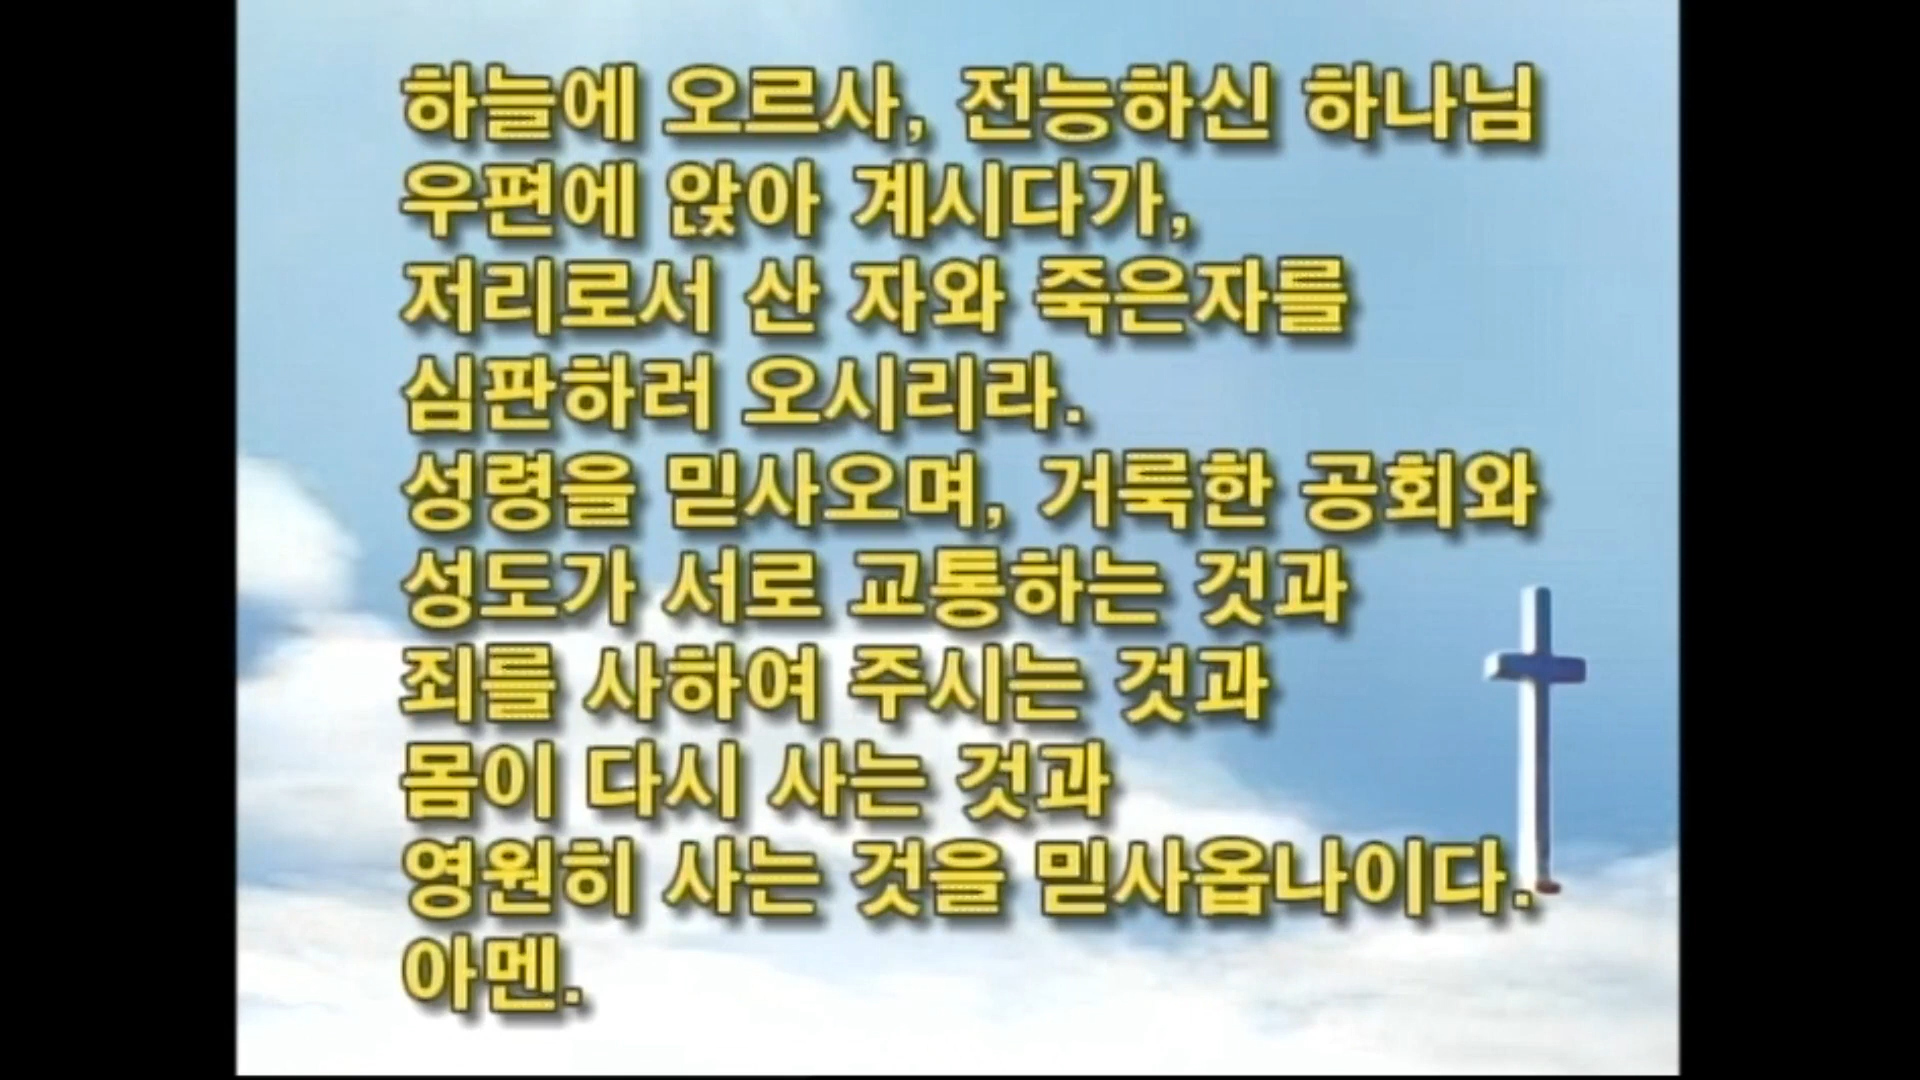 하늘에 오르사, 전능하신 하나님
우편에 앉아 계시다가,
저리로서 산 자와 죽은자를
심판하러 오시리라.
성령을 믿사오며, 거룩한 공회와
성도가 서로 교통하는 것과
죄를 사하여 주시는 것과
몸이 다시 사는 것과
영원히 사는 것을 믿사옵나이다.
아멘.